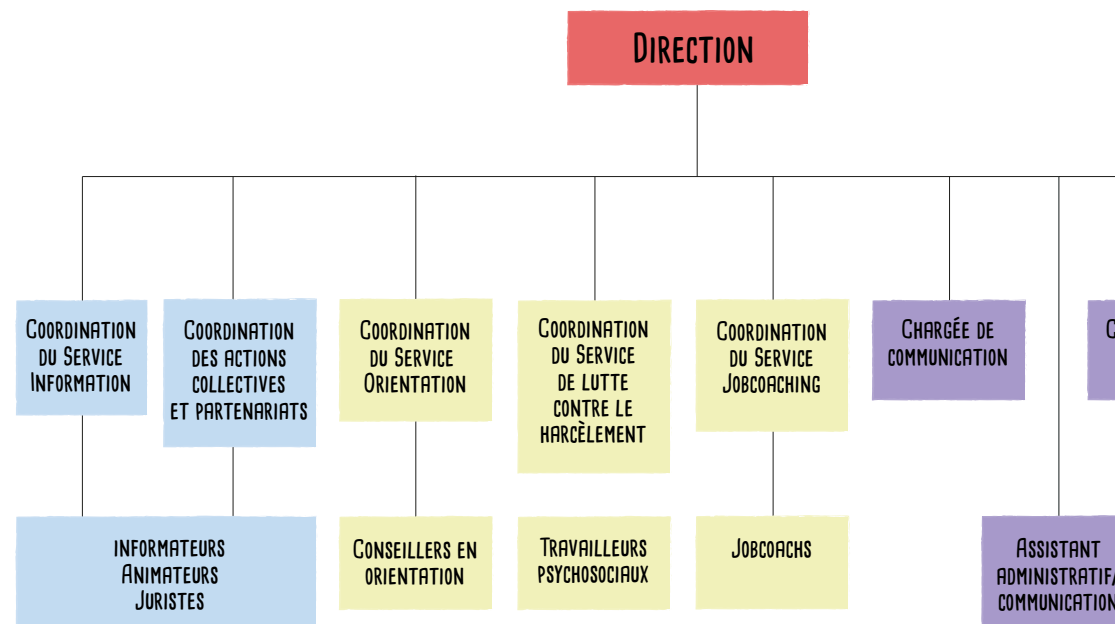 DIRECTION
COORDINATION
DU SERVICE
INFORMATION
COORDINATION
DES ACTIONS
COLLECTIVES
ET PARTENARIATS
COORDINATION
DU SERVICE
ORIENTATION
COORDINATION
DU SERVICE
DE LUTTE
CONTRE LE
HARCÈLEMENT
COORDINATION
DU SERVICE
JOBCOACHING
CHARGÉE DE
COMMUNICATION
INFORMATEURS
ANIMATEURS
JURISTES
CONSEILLERS EN
ORIENTATION
TRAVAILLEURS
PSYCHOSOCIAUX
JOBCOACHS
ASSISTANT
ADMINISTRATIF/
COMMUNICATION